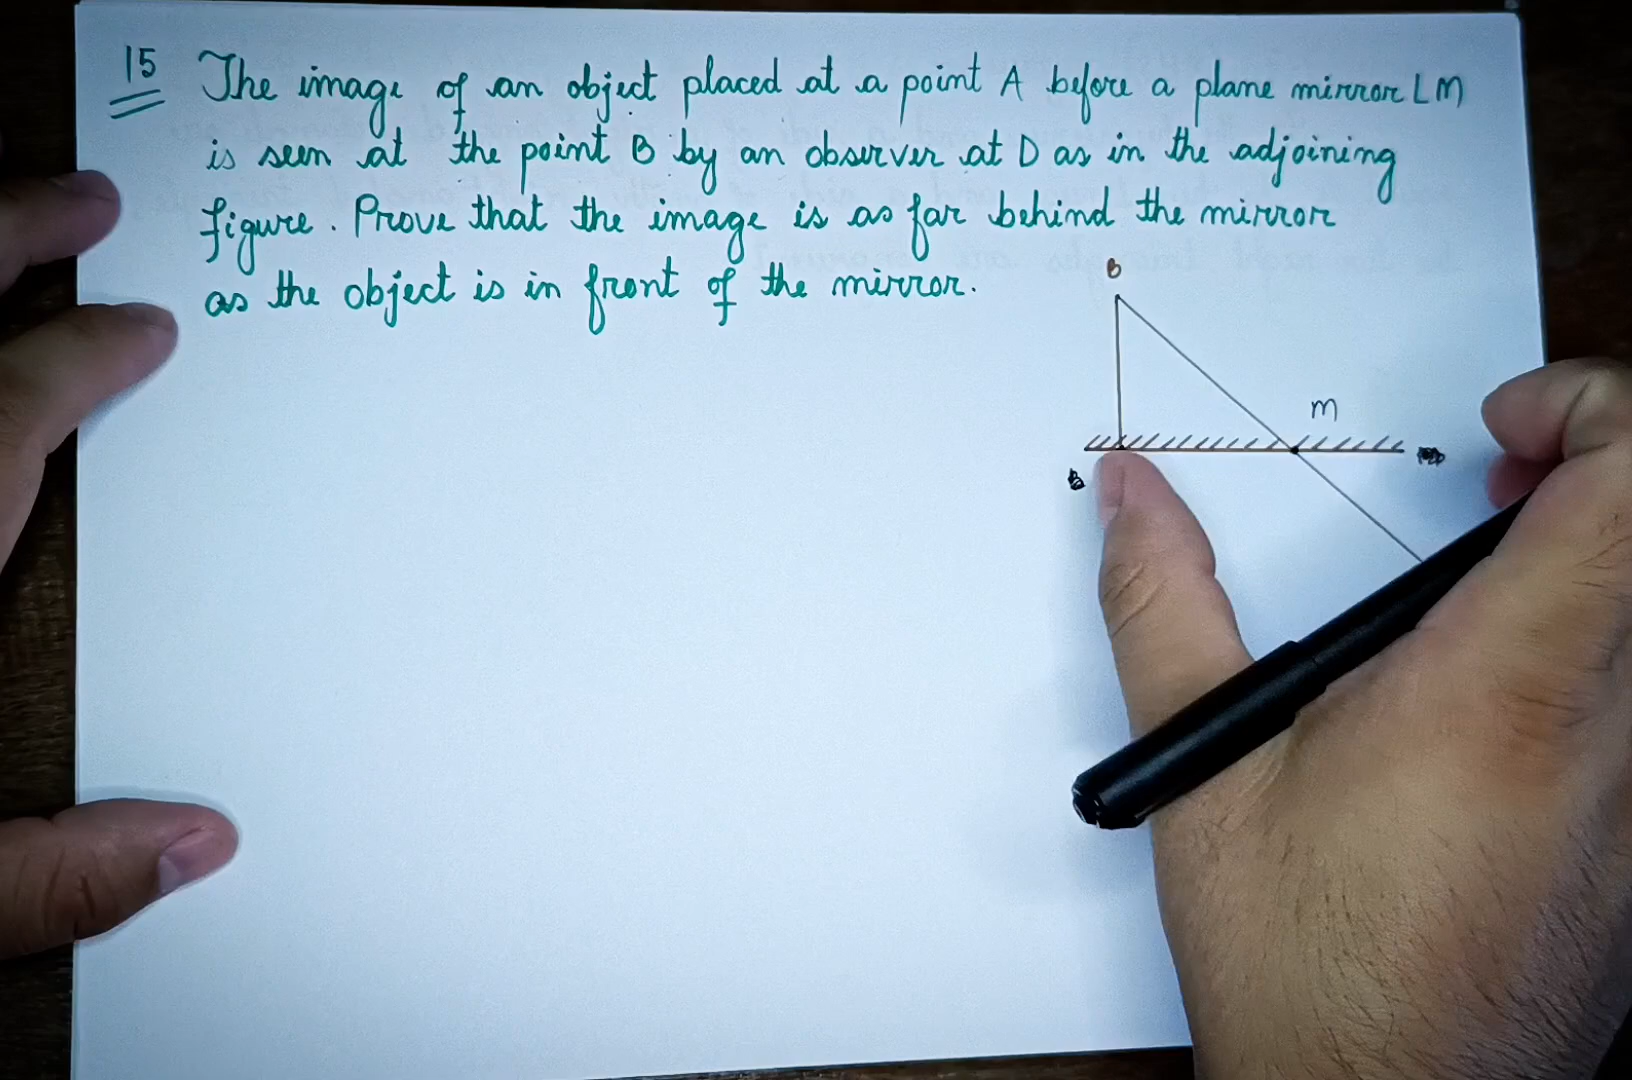 15 The image of an object placed at a point A before a plane mirror LM
is seen at the point B by an observer at D as in the adjoining
figure. Prove that the image is as far behind the mirror
as the object is in front of the mirror.
B
M